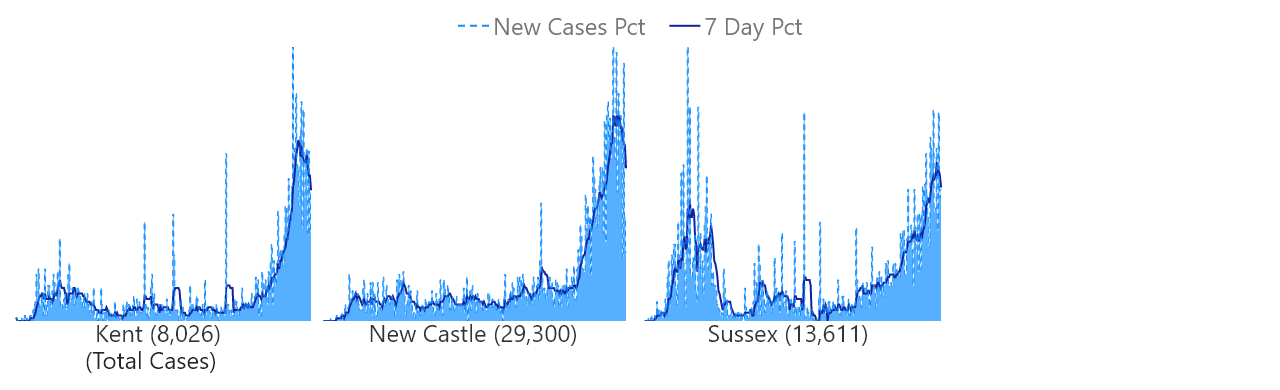 New Cases Pct 7 Day Pct
Kent (8,026) New Castle (29,300) Sussex (13,611)
(Total Cases)